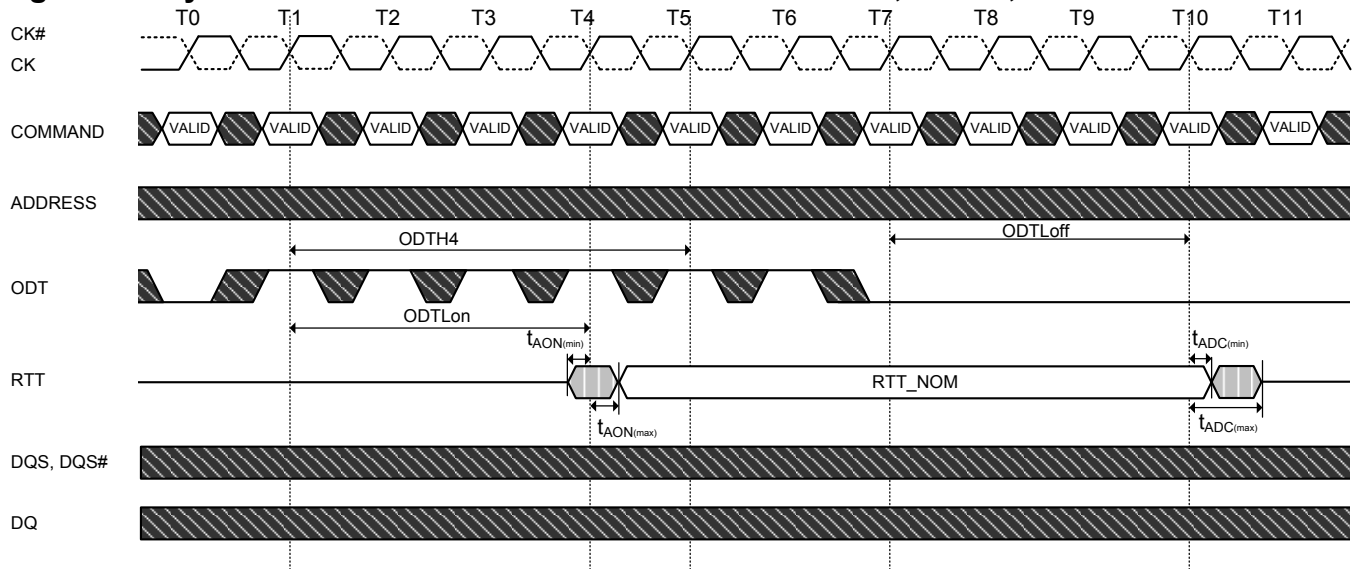 T0 T1 T2 T3 T4 T5 T6 T7 T8 T9 T10 T11
CK#
CK
COMMAND VALID VALID VALID VALID VALID VALID VALID VALID VALID VALID VALID VALID
ADDRESS
ODTH4 ODTLoff
ODT
ODTLon
tAON(min) tADC(min)
RTT RTT_NOM
tAON(max) tADC(max)
DQS, DQS#
DQ